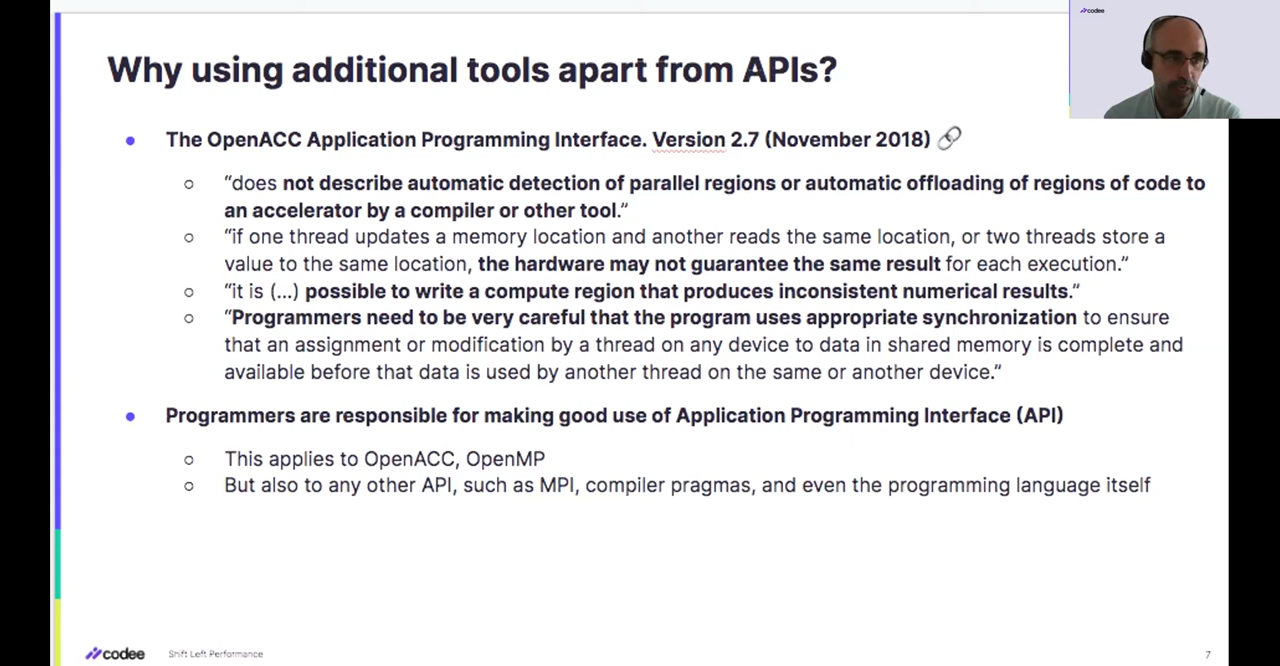 codee
Why using additional tools apart from APIs?
● The OpenACC Application Programming Interface. Version 2.7 (November 2018)
○ “does not describe automatic detection of parallel regions or automatic offloading of regions of code to
an accelerator by a compiler or other tool.”
○ “if one thread updates a memory location and another reads the same location, or two threads store a
value to the same location, the hardware may not guarantee the same result for each execution.”
○ “it is (...) possible to write a compute region that produces inconsistent numerical results.”
○ “Programmers need to be very careful that the program uses appropriate synchronization to ensure
that an assignment or modification by a thread on any device to data in shared memory is complete and
available before that data is used by another thread on the same or another device.”
● Programmers are responsible for making good use of Application Programming Interface (API)
○ This applies to OpenACC, OpenMP
○ But also to any other API, such as MPI, compiler pragmas, and even the programming language itself
codee Shift Left Performance 7